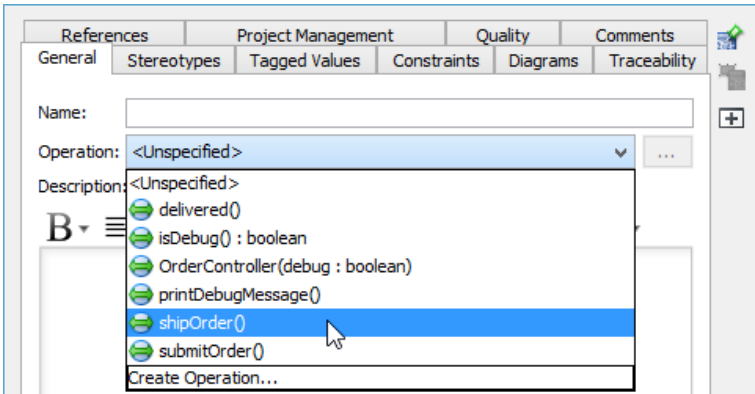 References Project Management Quality Comments
General Stereotypes Tagged Values Constraints Diagrams Traceability
Name:
Operation: <Unspecified> ...
Description:
<Unspecified>
delivered()
isDebug() : boolean
OrderController(debug : boolean)
printDebugMessage()
shipOrder()
submitOrder()
Create Operation...
B